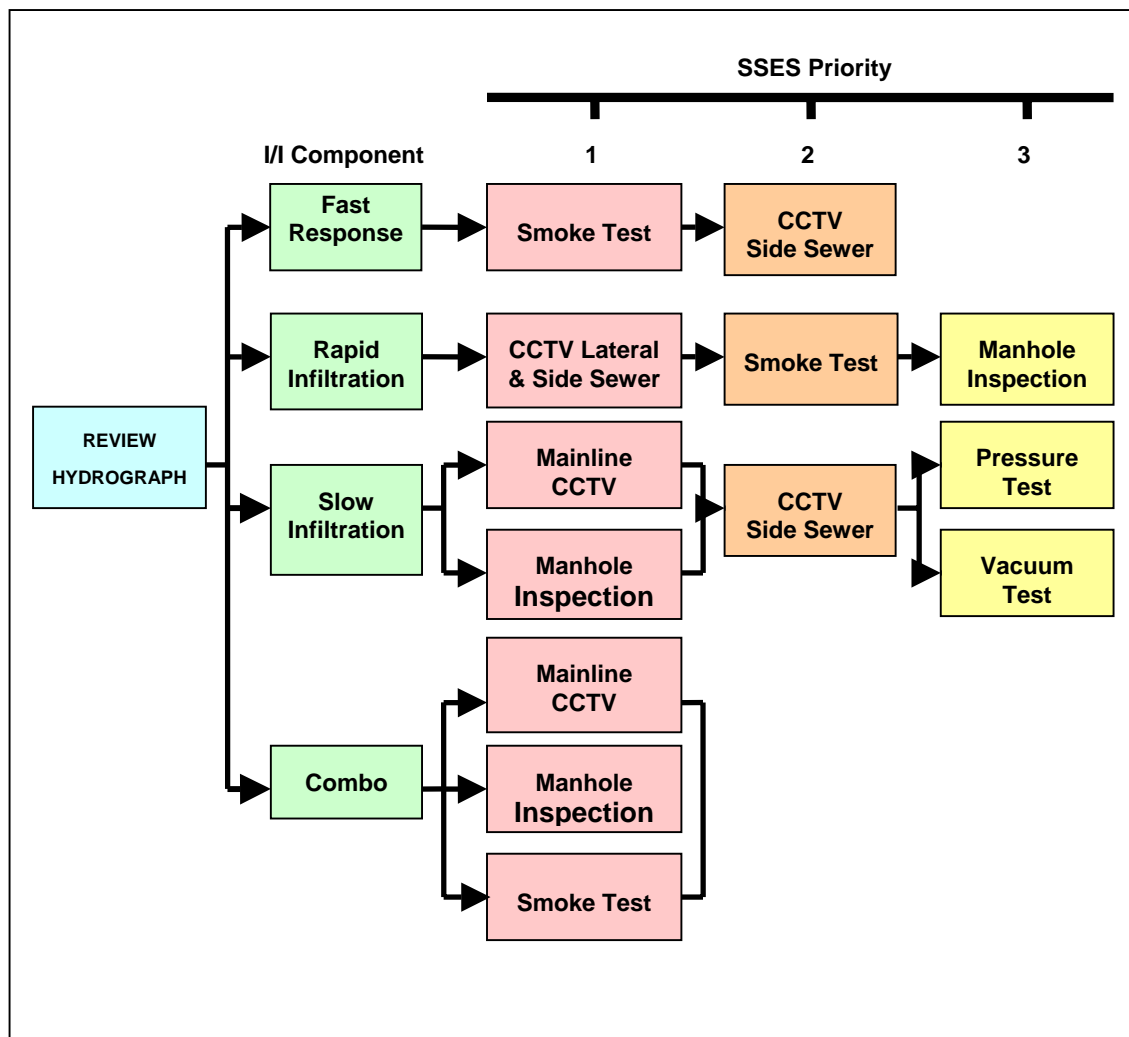 SSES Priority
I/I Component
1
2
3
Fast
Response
Smoke Test
CCTV
Side Sewer
Rapid
Infiltration
CCTV Lateral
& Side Sewer
Smoke Test
Manhole
Inspection
REVIEW
HYDROGRAPH
Slow
Infiltration
Mainline
CCTV
Manhole
Inspection
CCTV
Side Sewer
Pressure
Test
Vacuum
Test
Combo
Mainline
CCTV
Manhole
Inspection
Smoke Test